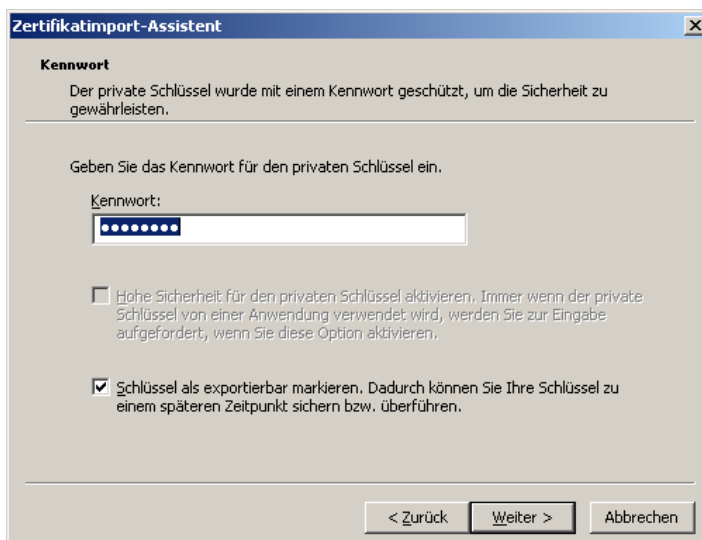 Zertifikatimport-Assistent
Kennwort
Der private Schlüssel wurde mit einem Kennwort geschützt, um die Sicherheit zu
gewährleisten.
Geben Sie das Kennwort für den privaten Schlüssel ein.
Kennwort:
••••••••
Hohe Sicherheit für den privaten Schlüssel aktivieren. Immer wenn der private
Schlüssel von einer Anwendung verwendet wird, werden Sie zur Eingabe
aufgefordert, wenn Sie diese Option aktivieren.
Schlüssel als exportierbar markieren. Dadurch können Sie Ihre Schlüssel zu
einem späteren Zeitpunkt sichern bzw. überführen.
< Zurück Weiter > Abbrechen